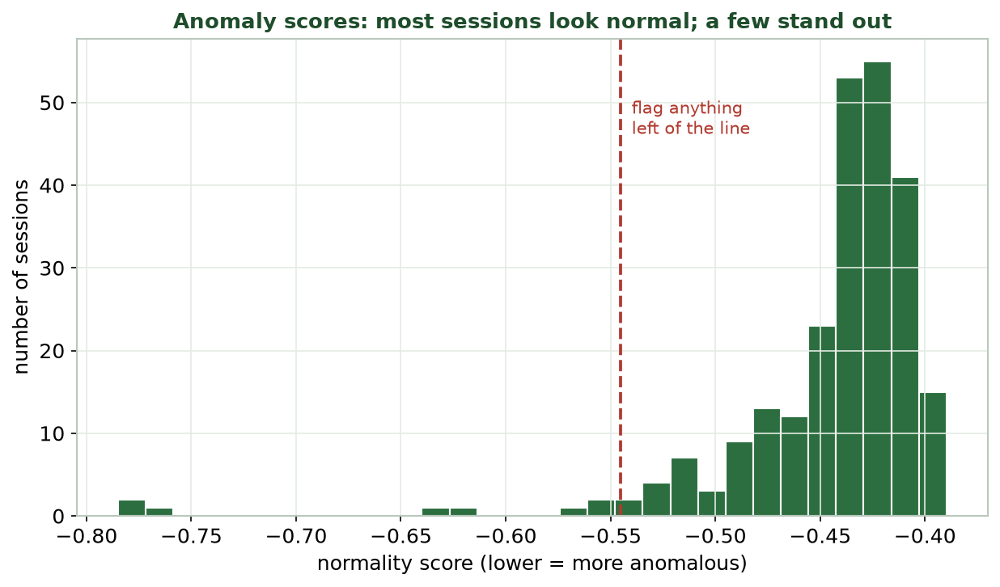 Anomaly scores: most sessions look normal; a few stand out
flag anything
left of the line
number of sessions
50
40
30
20
10
0
−0.80 −0.75 −0.70 −0.65 −0.60 −0.55 −0.50 −0.45 −0.40
normality score (lower = more anomalous)